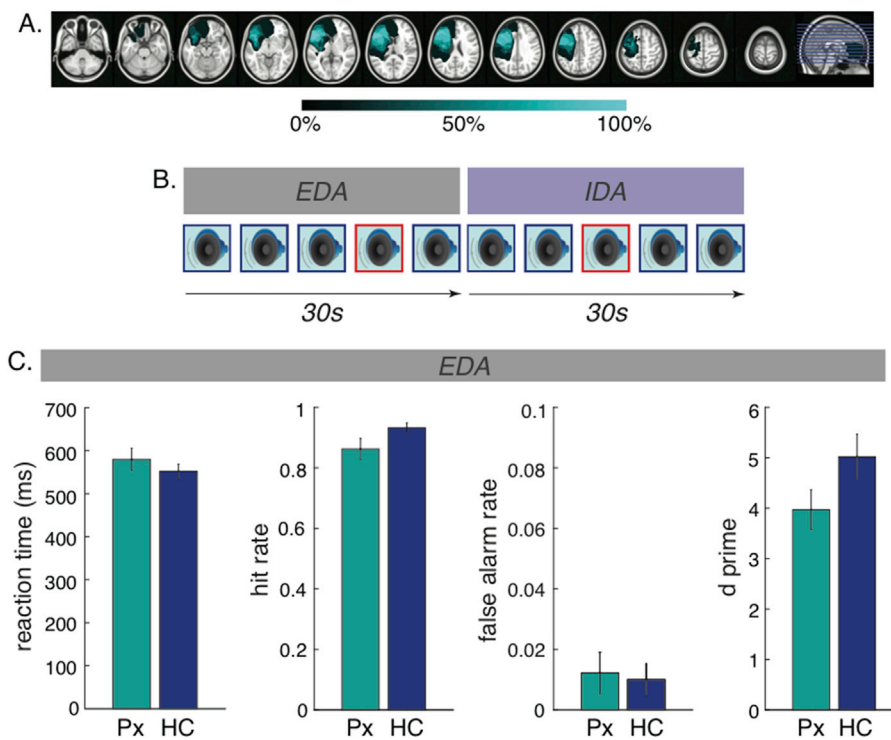 A.
0% 50% 100%
B.
EDA IDA
30s 30s
C.
EDA
reaction time (ms)
700
600
500
400
300
200
100
0
Px HC
hit rate
1
0.8
0.6
0.4
0.2
0
Px HC
false alarm rate
0.1
0.08
0.06
0.04
0.02
0
Px HC
d prime
6
5
4
3
2
1
0
Px HC